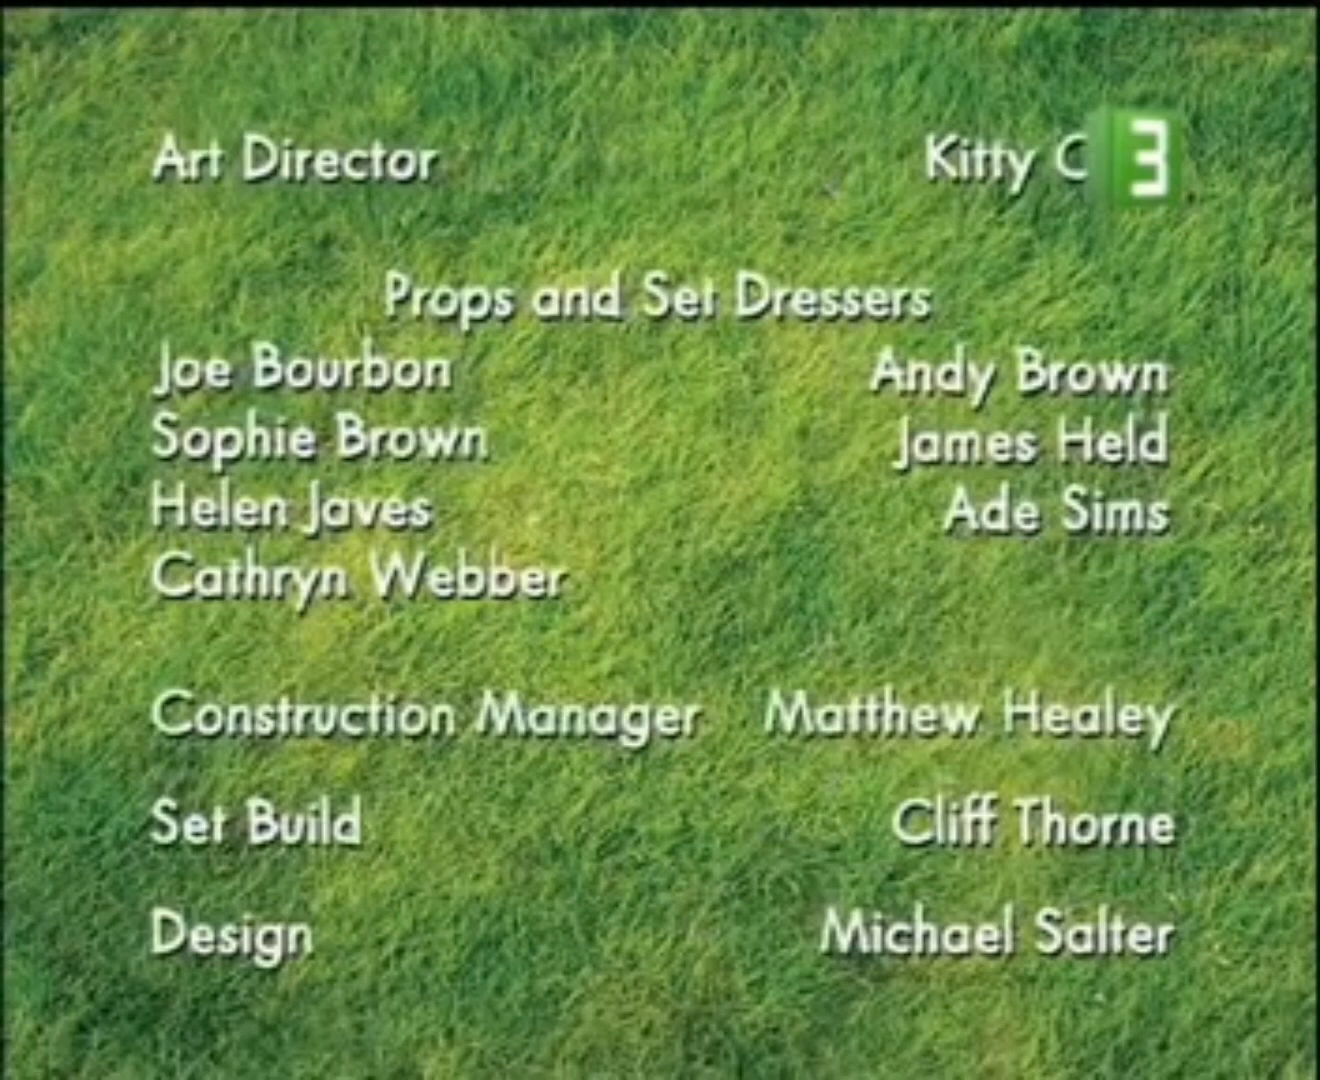 Art Director Kitty C
3
Props and Set Dressers
Joe Bourbon Andy Brown
Sophie Brown James Held
Helen Javes Ade Sims
Cathryn Webber
Construction Manager Matthew Healey
Set Build Cliff Thorne
Design Michael Salter